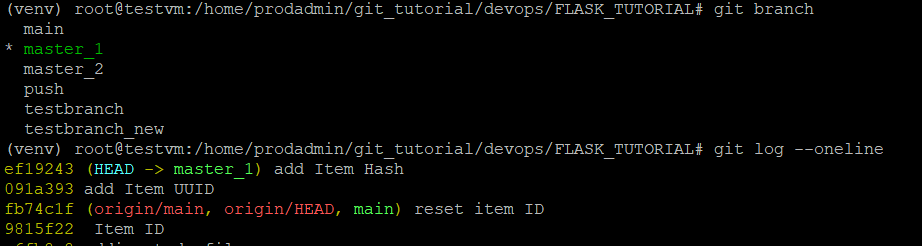 (venv) root@testvm:/home/prodadmin/git_tutorial/devops/FLASK_TUTORIAL# git branch
main
* master_1
master_2
push
testbranch
testbranch_new
(venv) root@testvm:/home/prodadmin/git_tutorial/devops/FLASK_TUTORIAL# git log --oneline
ef19243 (HEAD -> master_1) add Item Hash
091a393 add Item UUID
fb74c1f (origin/main, origin/HEAD, main) reset item ID
9815f22  Item ID